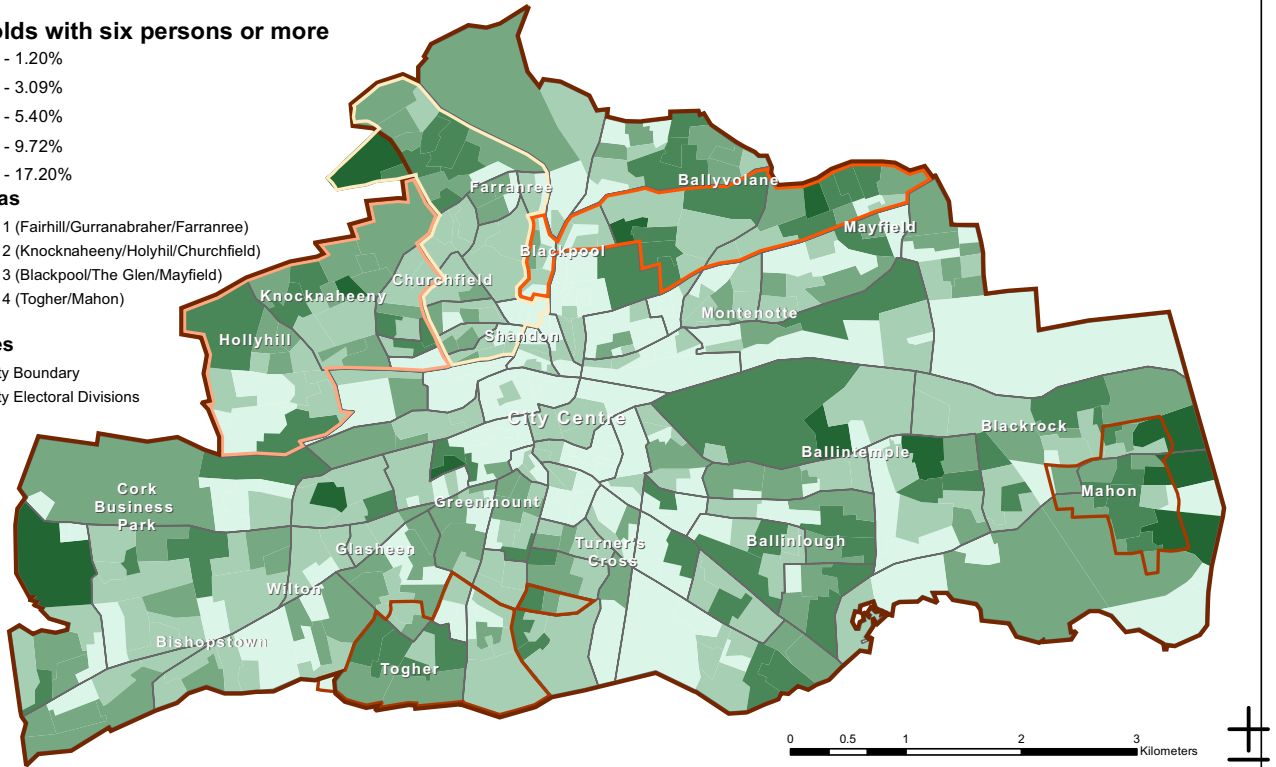 olds with six persons or more
- 1.20%
- 3.09%
- 5.40%
- 9.72%
- 17.20%
as
1 (Fairhill/Gurranabraher/Farranree)
2 (Knocknaheeny/Holyhil/Churchfield)
3 (Blackpool/The Glen/Mayfield)
4 (Togher/Mahon)
es
ty Boundary
ty Electoral Divisions
Farranree
Ballyvolane
Mayfield
Blackpool
Churchfield
Knocknaheeny
Montenotte
Hollyhill
Shandon
City Centre
Blackrock
Ballintemple
Cork
Business
Park
Mahon
Greenmount
Glasheen
Turner's
Cross
Ballinlough
Wilton
Bishopstown
Togher
0 0.5 1 2 3
Kilometers